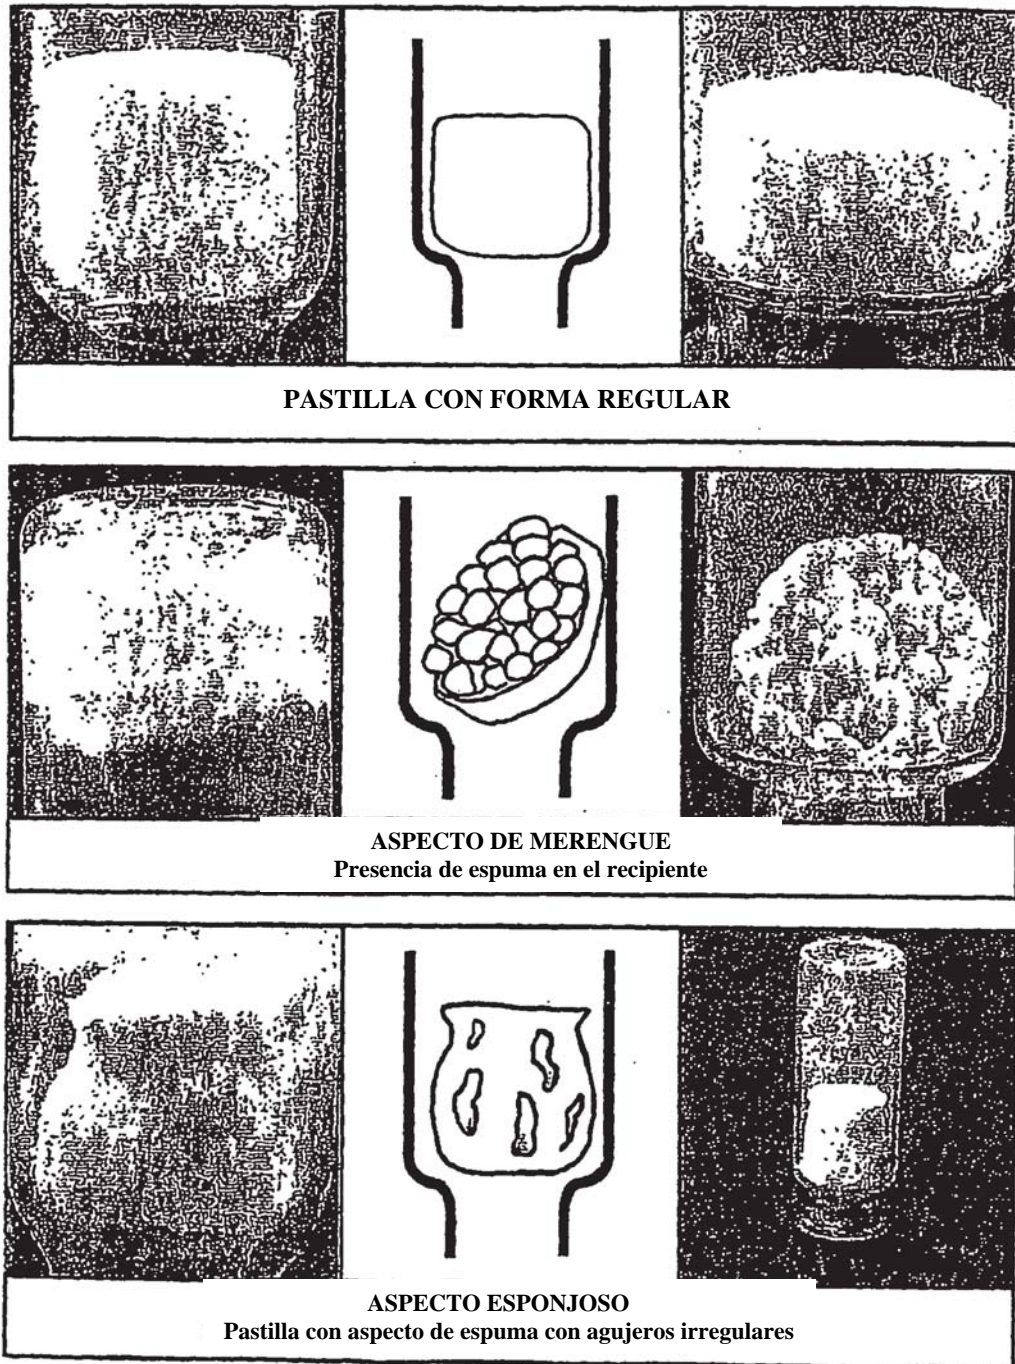 PASTILLA CON FORMA REGULAR
ASPECTO DE MERENGUE
Presencia de espuma en el recipiente
ASPECTO ESPONJOSO
Pastilla con aspecto de espuma con agujeros irregulares